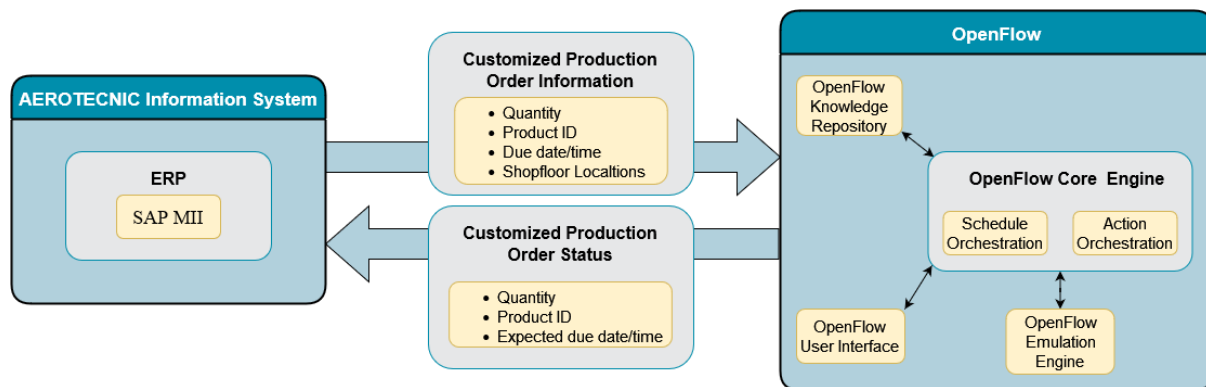 AEROTECNIC Information System
ERP
SAP MII
Customized Production
Order Information
• Quantity
• Product ID
• Due date/time
• Shopfloor Localtions
Customized Production
Order Status
• Quantity
• Product ID
• Expected due date/time
OpenFlow
OpenFlow
Knowledge
Repository
OpenFlow Core Engine
Schedule
Orchestration
Action
Orchestration
OpenFlow
User Interface
OpenFlow
Emulation
Engine